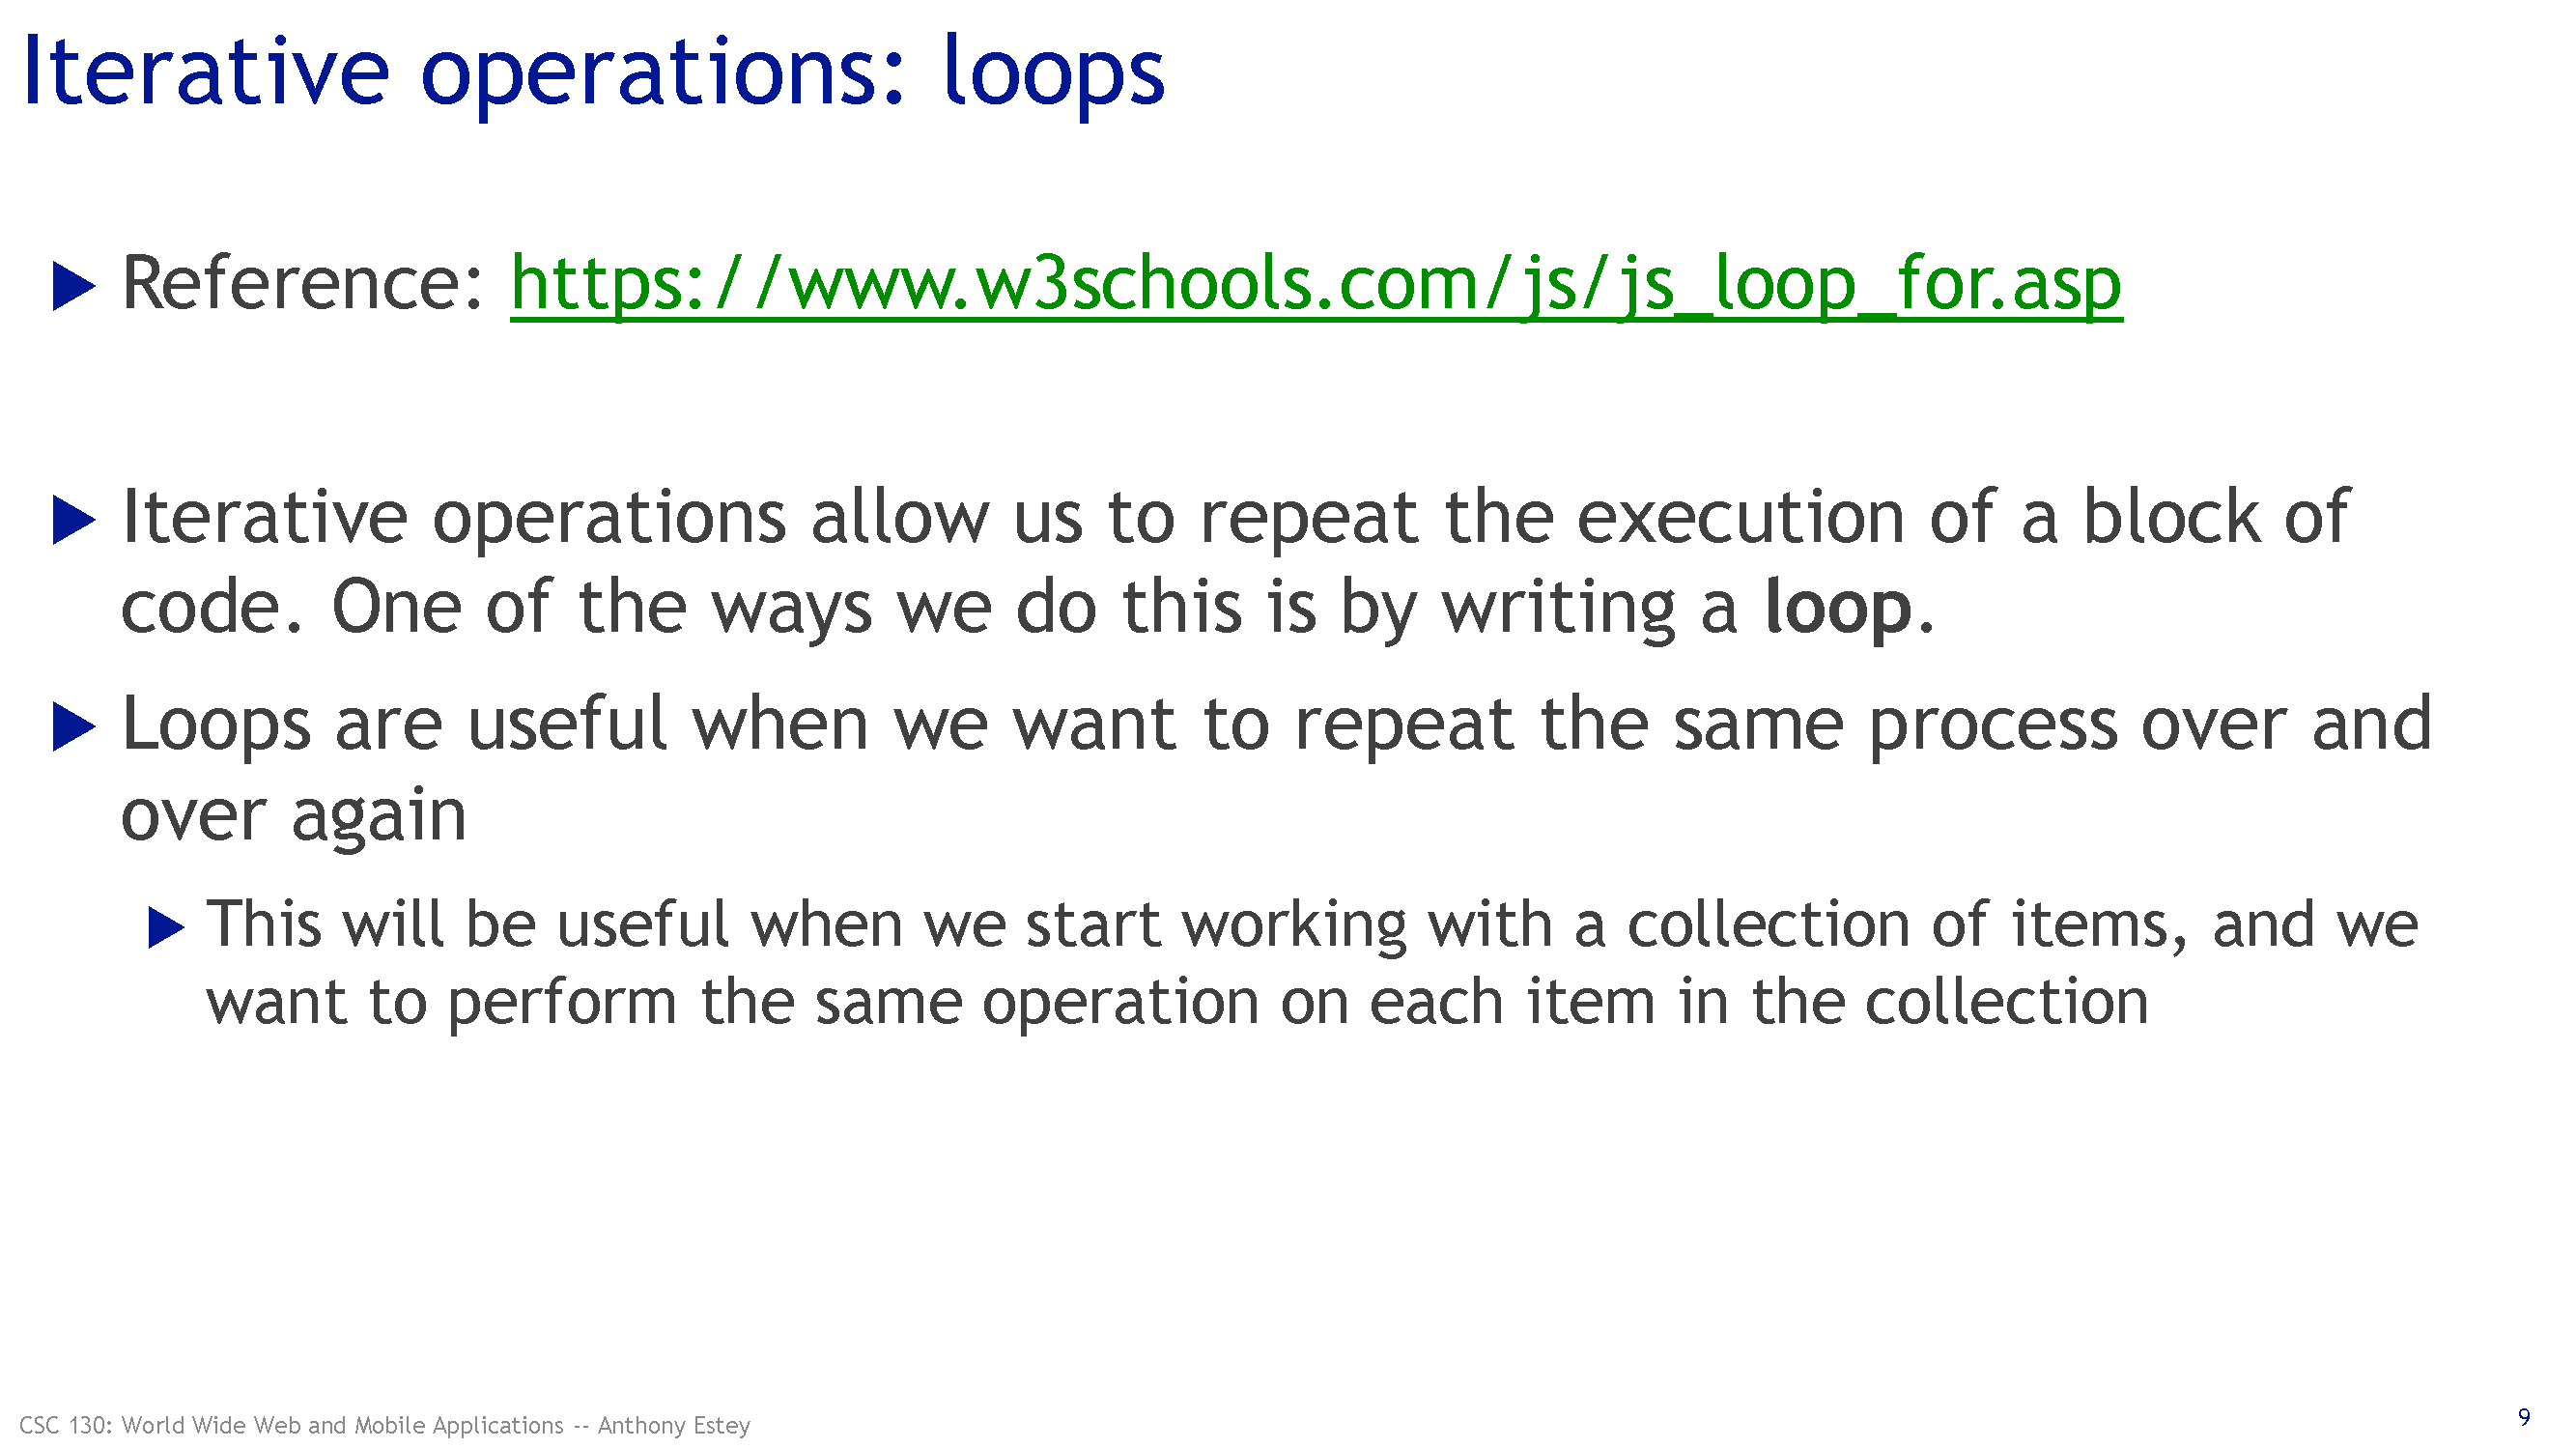 Iterative operations: loops
Reference: https://www.w3schools.com/js/js_loop_for.asp
Iterative operations allow us to repeat the execution of a block of
code. One of the ways we do this is by writing a loop.
Loops are useful when we want to repeat the same process over and
over again
This will be useful when we start working with a collection of items, and we
want to perform the same operation on each item in the collection
CSC 130: World Wide Web and Mobile Applications -- Anthony Estey
9